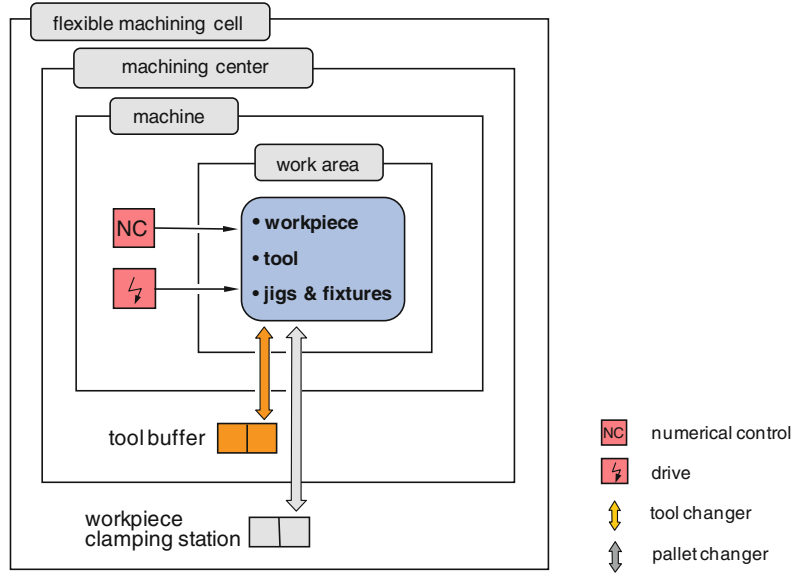 flexible machining cell
machining center
machine
work area
NC
• workpiece
• tool
• jigs & fixtures
tool buffer
workpiece
clamping station
NC numerical control
drive
tool changer
pallet changer